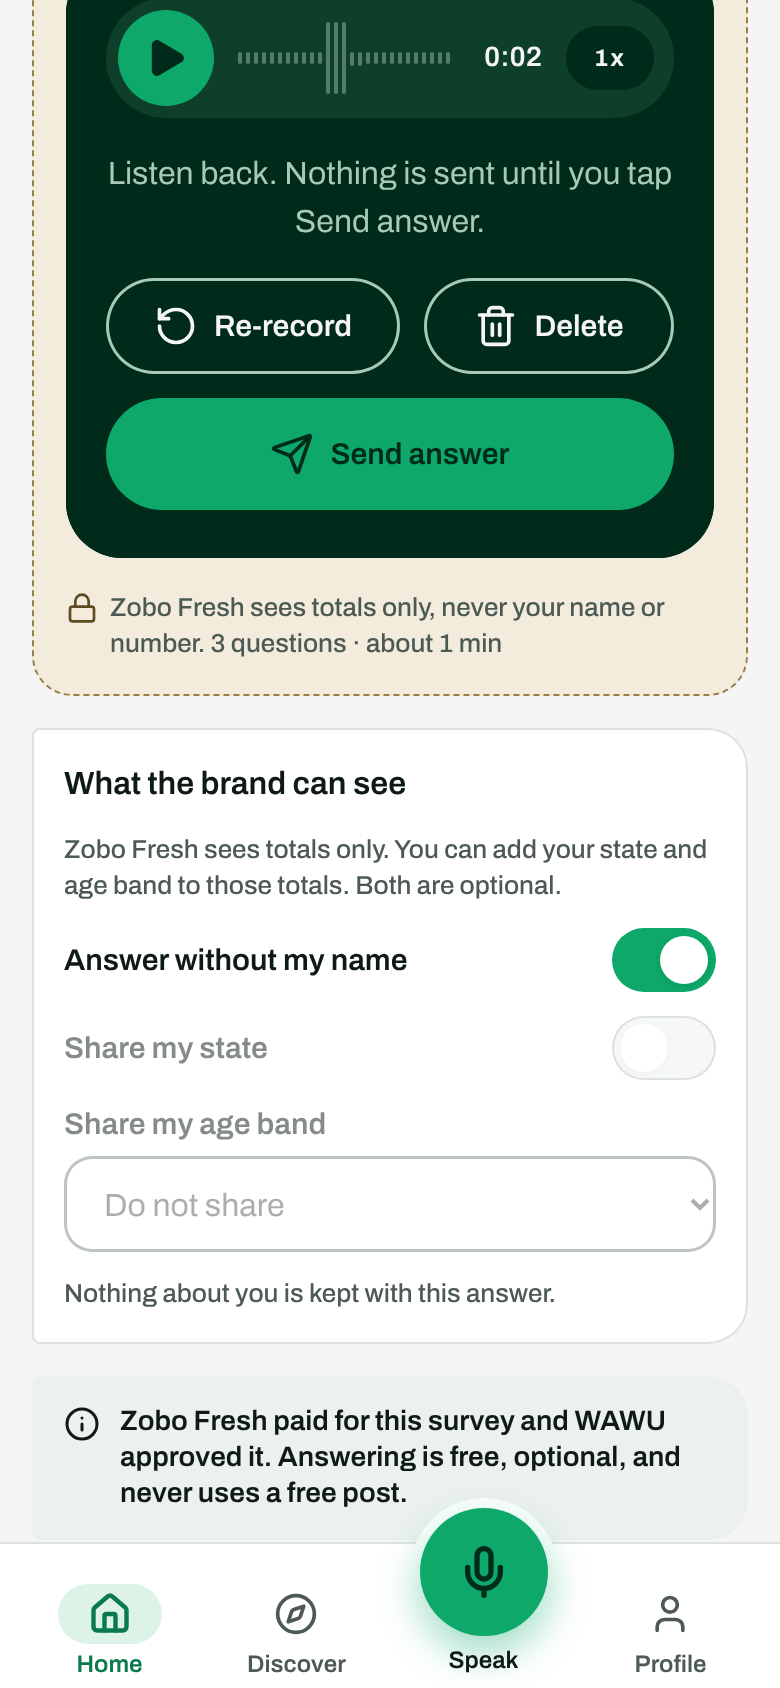 0:02
1x
Listen back. Nothing is sent until you tap
Send answer.
Re-record
Delete
Send answer
Zobo Fresh sees totals only, never your name or
number. 3 questions · about 1 min
What the brand can see
Zobo Fresh sees totals only. You can add your state and
age band to those totals. Both are optional.
Answer without my name
Share my state
Share my age band
Do not share
Nothing about you is kept with this answer.
Zobo Fresh paid for this survey and WAWU
approved it. Answering is free, optional, and
never uses a free post.
Home
Discover
Speak
Profile